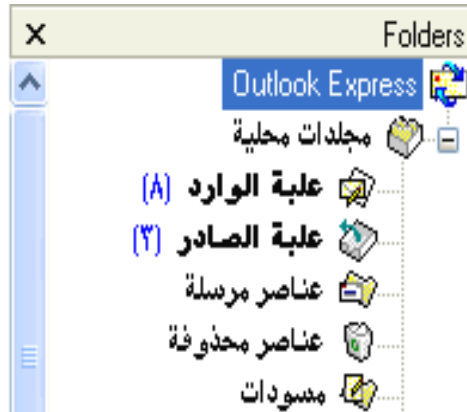 Folders
Outlook Express
مجلدات محلية
علبة الوارد (٨)
علبة الصادر (٣)
عناصر مرسلة
عناصر محذوفة
مسودات